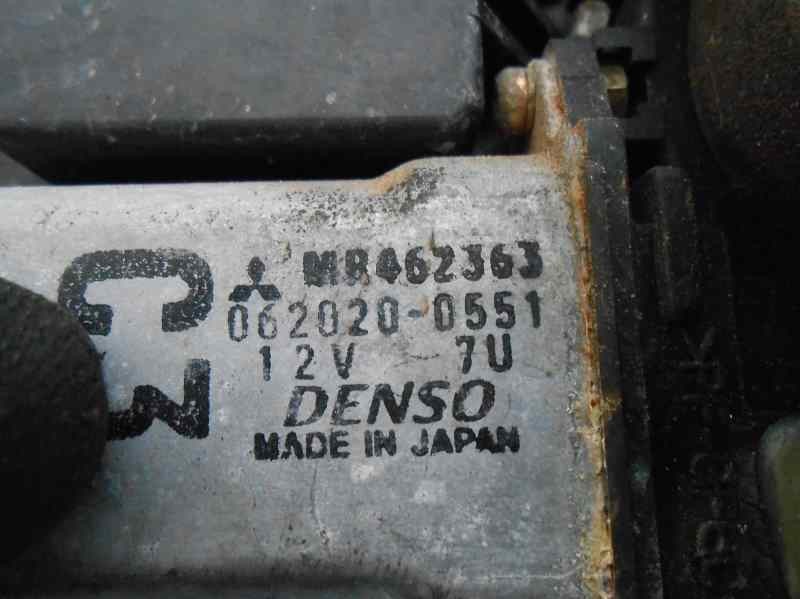 MR462363
062020-0551
12V 7U
DENSO
MADE IN JAPAN